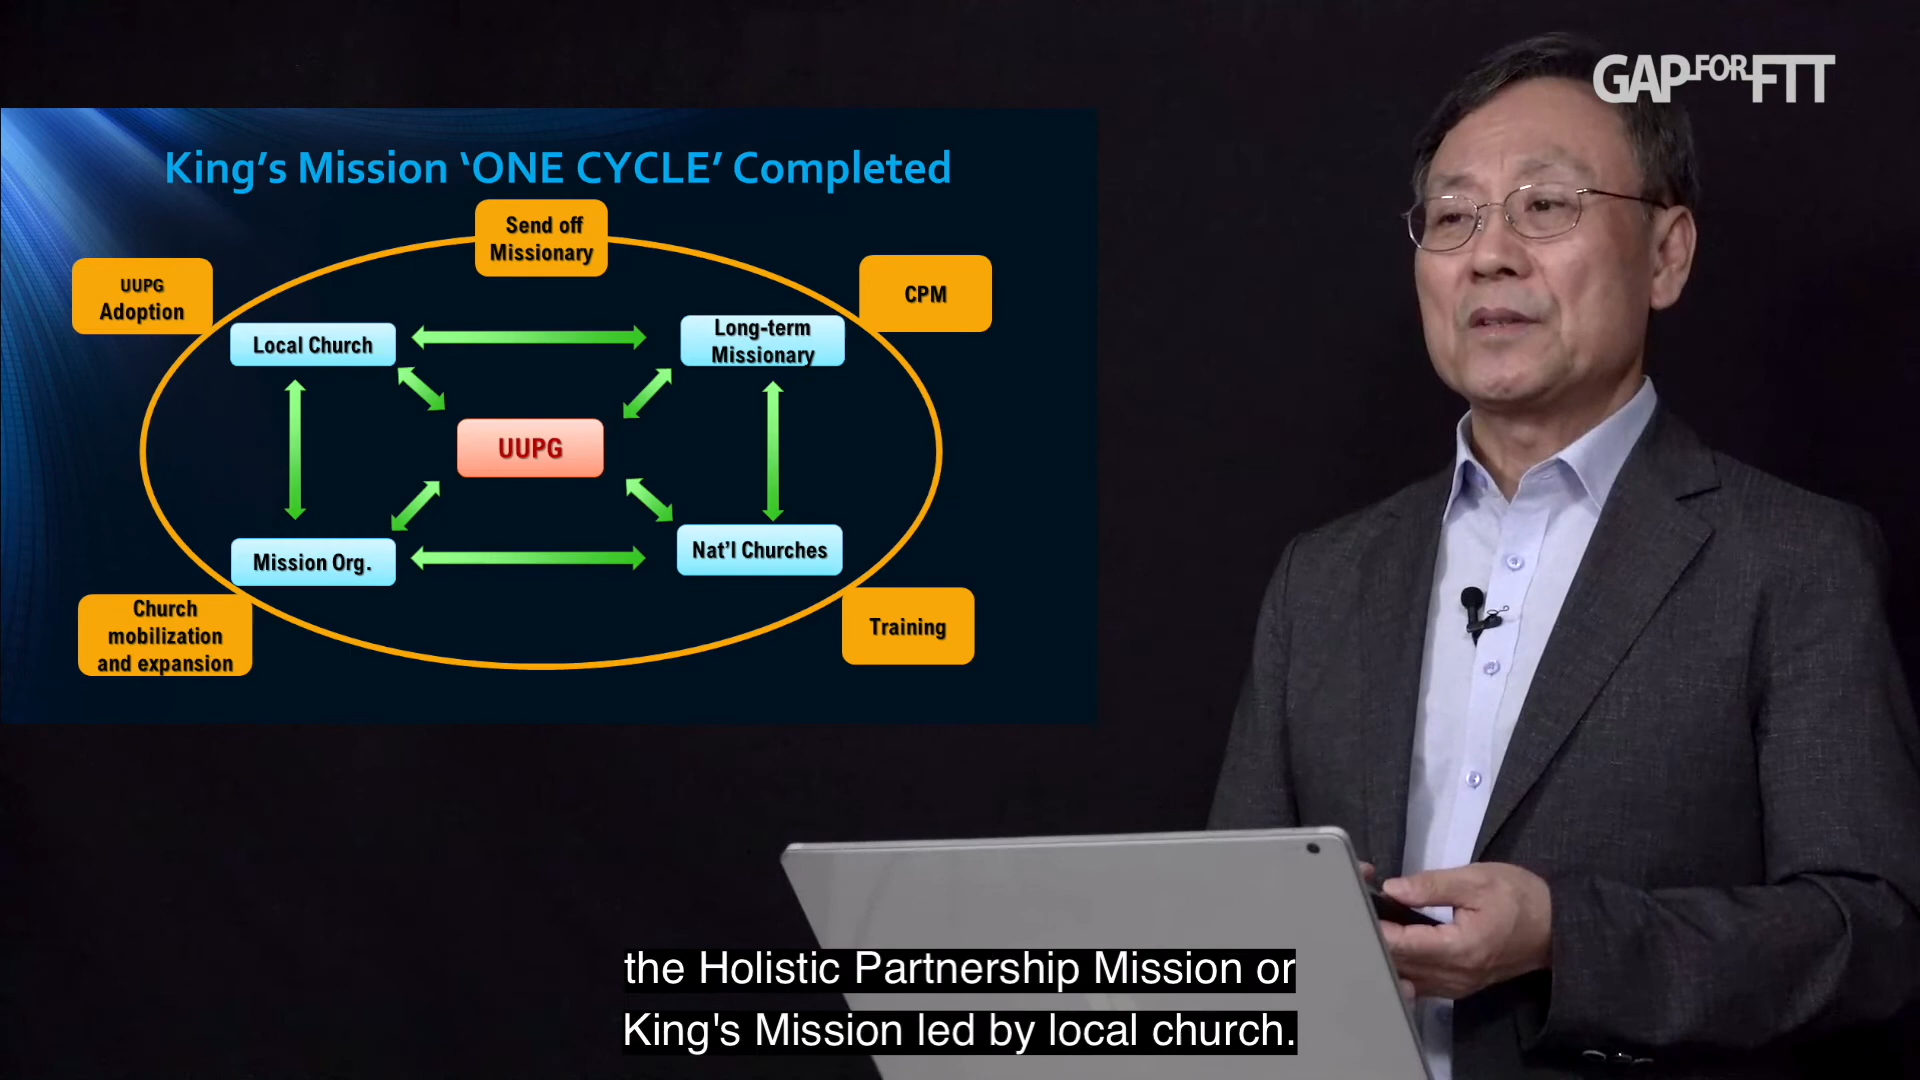 GAP FOR FTT
King's Mission ‘ONE CYCLE’ Completed
Send off
Missionary
UUPG
Adoption
CPM
Local Church
Long-term
Missionary
UUPG
Mission Org.
Nat'l Churches
Church
mobilization
and expansion
Training
the Holistic Partnership Mission or
King's Mission led by local church.